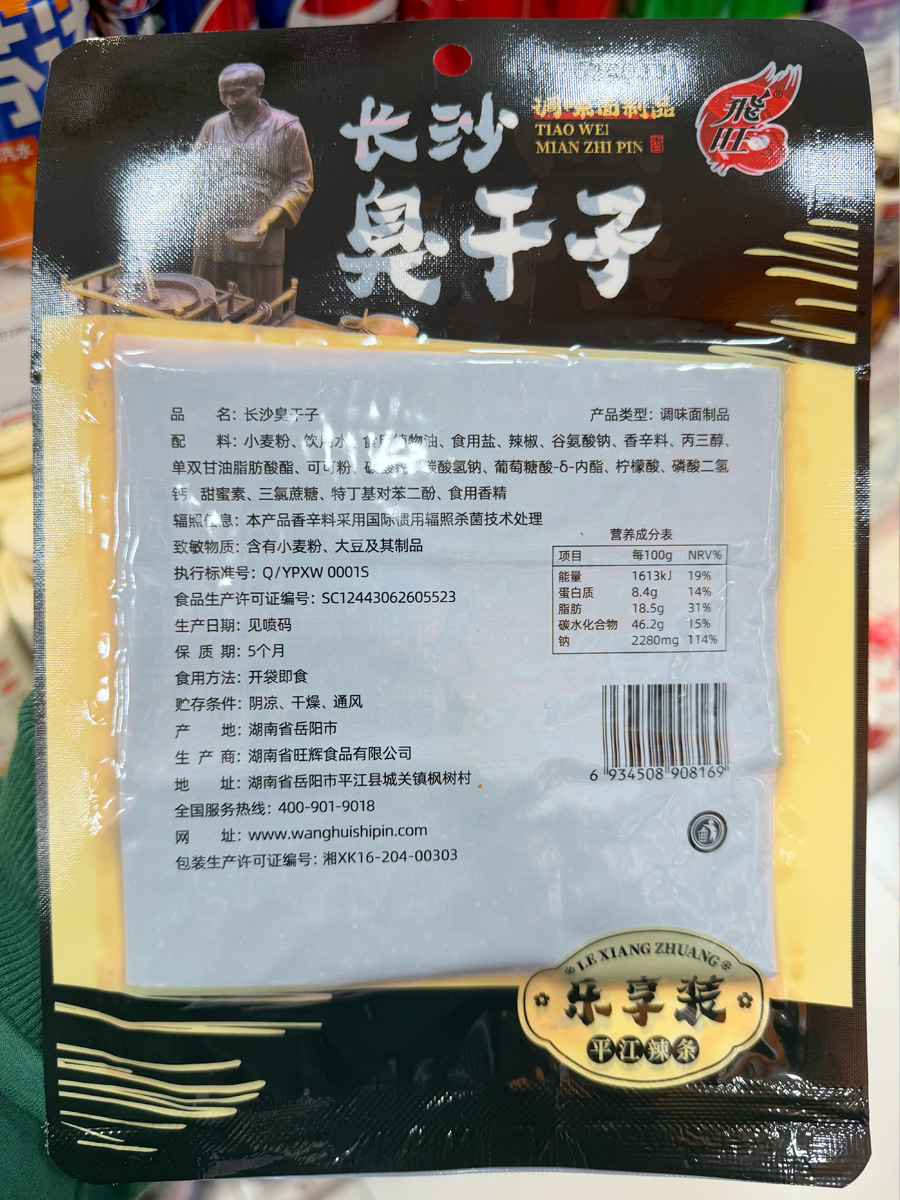 长沙
臭干子
调味面制品
TIAO WEI
MIAN ZHI PIN
飛旺
品 名：长沙臭干子 产品类型：调味面制品
配 料：小麦粉、饮用水、食用植物油、食用盐、辣椒、谷氨酸钠、香辛料、丙三醇、
单双甘油脂肪酸酯、可可粉、碳酸钙、碳酸氢钠、葡萄糖酸-δ-内酯、柠檬酸、磷酸二氢
钙、甜蜜素、三氯蔗糖、特丁基对苯二酚、食用香精
辐照信息：本产品香辛料采用国际惯用辐照杀菌技术处理
致敏物质：含有小麦粉、大豆及其制品
执行标准号：Q/YPXW 0001S
食品生产许可证编号：SC12443062605523
生产日期：见喷码
保 质 期：5个月
食用方法：开袋即食
贮存条件：阴凉、干燥、通风
产 地：湖南省岳阳市
生 产 商：湖南省旺辉食品有限公司
地 址：湖南省岳阳市平江县城关镇枫树村
全国服务热线：400-901-9018
网 址：www.wanghuishipin.com
包装生产许可证编号：湘XK16-204-00303
营养成分表
项目 每100g NRV%
能量 1613kJ 19%
蛋白质 8.4g 14%
脂肪 18.5g 31%
碳水化合物 46.2g 15%
钠 2280mg 114%
6 934508 908169
LE XIANG ZHUANG
乐享装
平江辣条